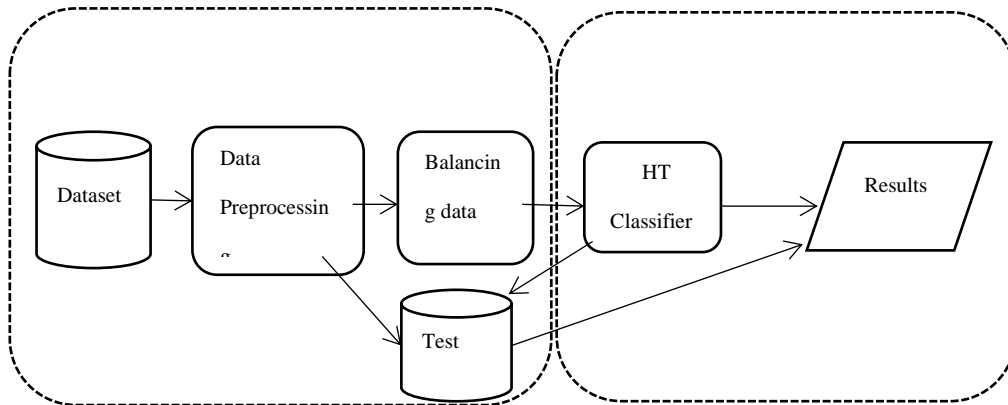 Dataset
Data
Preprocessin
g
Balancin
g data
HT
Classifier
Results
Test